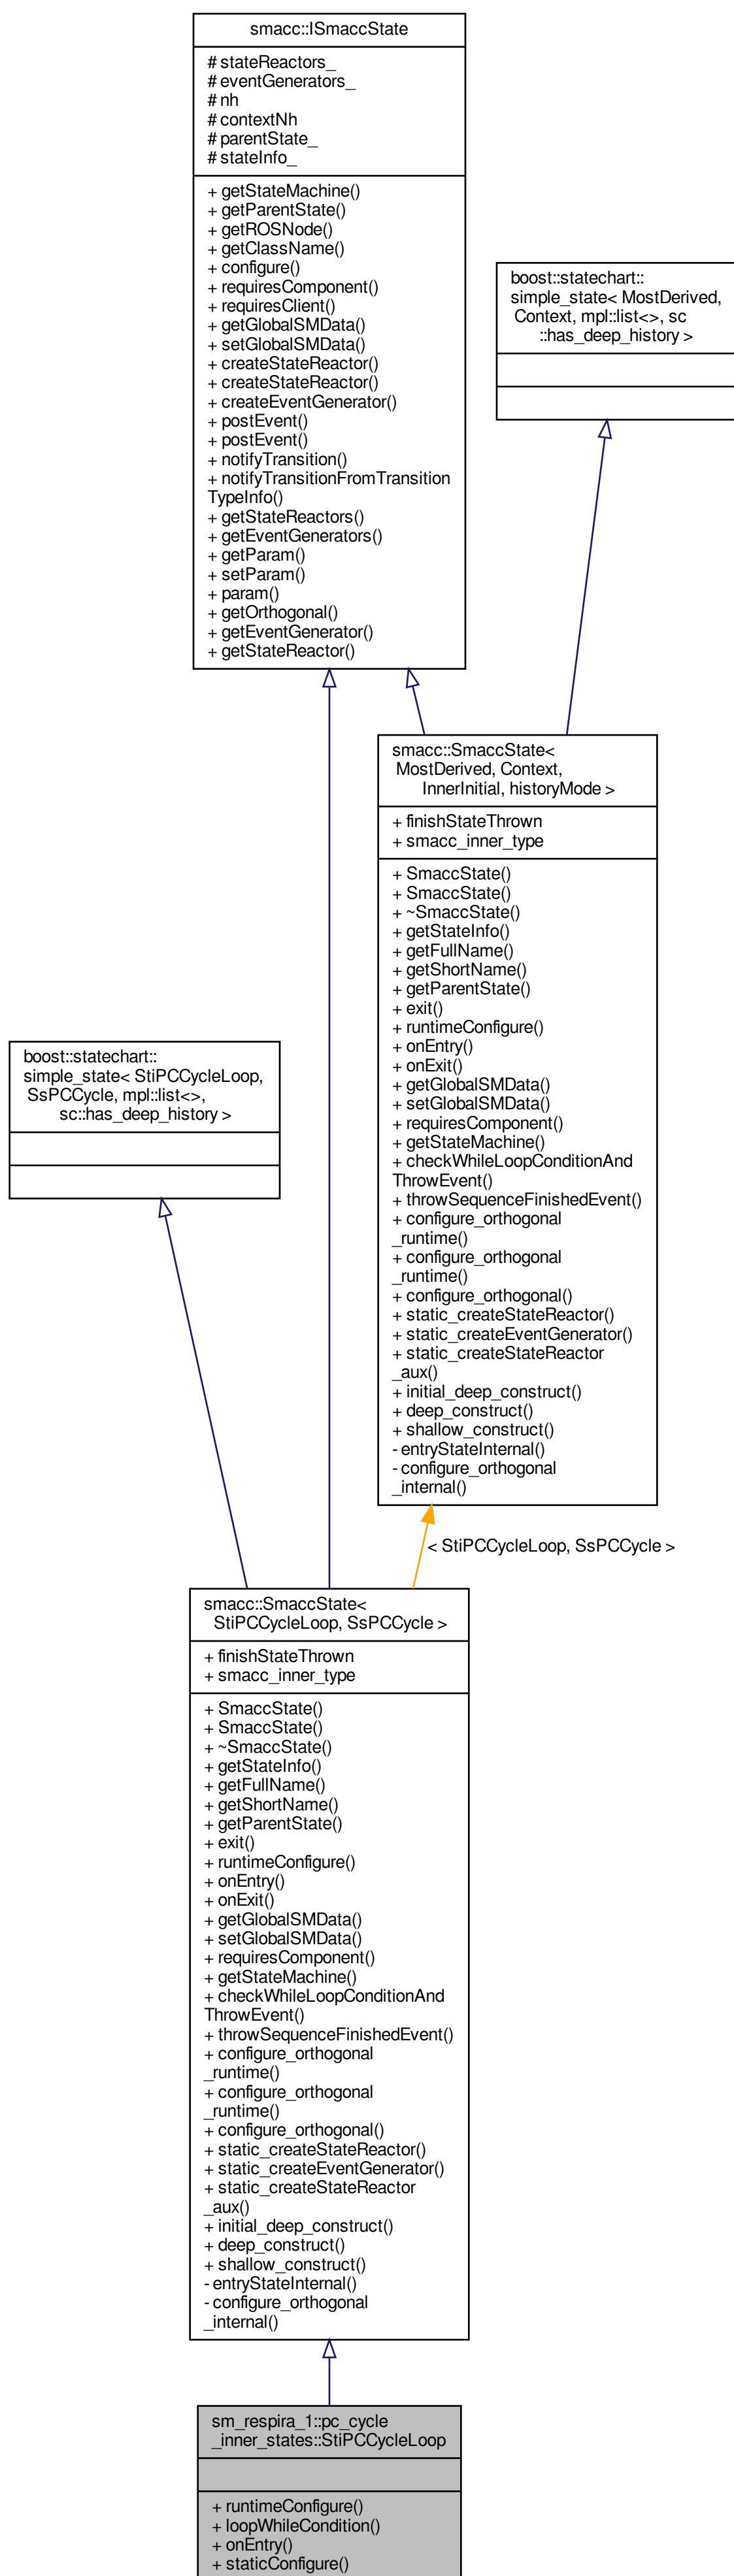 smacc::ISmaccState
# stateReactors_
# eventGenerators_
# nh
# contextNh
# parentState_
# stateInfo_
+ getStateMachine()
+ getParentState()
+ getROSNode()
+ getClassName()
+ configure()
+ requiresComponent()
+ requiresClient()
+ getGlobalSMData()
+ setGlobalSMData()
+ createStateReactor()
+ createStateReactor()
+ createEventGenerator()
+ postEvent()
+ postEvent()
+ notifyTransition()
+ notifyTransitionFromTransition
TypeInfo()
+ getStateReactors()
+ getEventGenerators()
+ getParam()
+ setParam()
+ param()
+ getOrthogonal()
+ getEventGenerator()
+ getStateReactor()
boost::statechart::
simple_state< MostDerived,
Context, mpl::list<>, sc
::has_deep_history >
smacc::SmaccState<
MostDerived, Context,
InnerInitial, historyMode >
+ finishStateThrown
+ smacc_inner_type
+ SmaccState()
+ SmaccState()
+ ~SmaccState()
+ getStateInfo()
+ getFullName()
+ getShortName()
+ getParentState()
+ exit()
+ runtimeConfigure()
+ onEntry()
+ onExit()
+ getGlobalSMData()
+ setGlobalSMData()
+ requiresComponent()
+ getStateMachine()
+ checkWhileLoopConditionAnd
ThrowEvent()
+ throwSequenceFinishedEvent()
+ configure_orthogonal
_runtime()
+ configure_orthogonal
_runtime()
+ configure_orthogonal()
+ static_createStateReactor()
+ static_createEventGenerator()
+ static_createStateReactor
_aux()
+ initial_deep_construct()
+ deep_construct()
+ shallow_construct()
- entryStateInternal()
- configure_orthogonal
_internal()
boost::statechart::
simple_state< StiPCCycleLoop,
SsPCCycle, mpl::list<>,
sc::has_deep_history >
< StiPCCycleLoop, SsPCCycle >
smacc::SmaccState<
StiPCCycleLoop, SsPCCycle >
+ finishStateThrown
+ smacc_inner_type
+ SmaccState()
+ SmaccState()
+ ~SmaccState()
+ getStateInfo()
+ getFullName()
+ getShortName()
+ getParentState()
+ exit()
+ runtimeConfigure()
+ onEntry()
+ onExit()
+ getGlobalSMData()
+ setGlobalSMData()
+ requiresComponent()
+ getStateMachine()
+ checkWhileLoopConditionAnd
ThrowEvent()
+ throwSequenceFinishedEvent()
+ configure_orthogonal
_runtime()
+ configure_orthogonal
_runtime()
+ configure_orthogonal()
+ static_createStateReactor()
+ static_createEventGenerator()
+ static_createStateReactor
_aux()
+ initial_deep_construct()
+ deep_construct()
+ shallow_construct()
- entryStateInternal()
- configure_orthogonal
_internal()
sm_respira_1::pc_cycle
_inner_states::StiPCCycleLoop
+ runtimeConfigure()
+ loopWhileCondition()
+ onEntry()
+ staticConfigure()